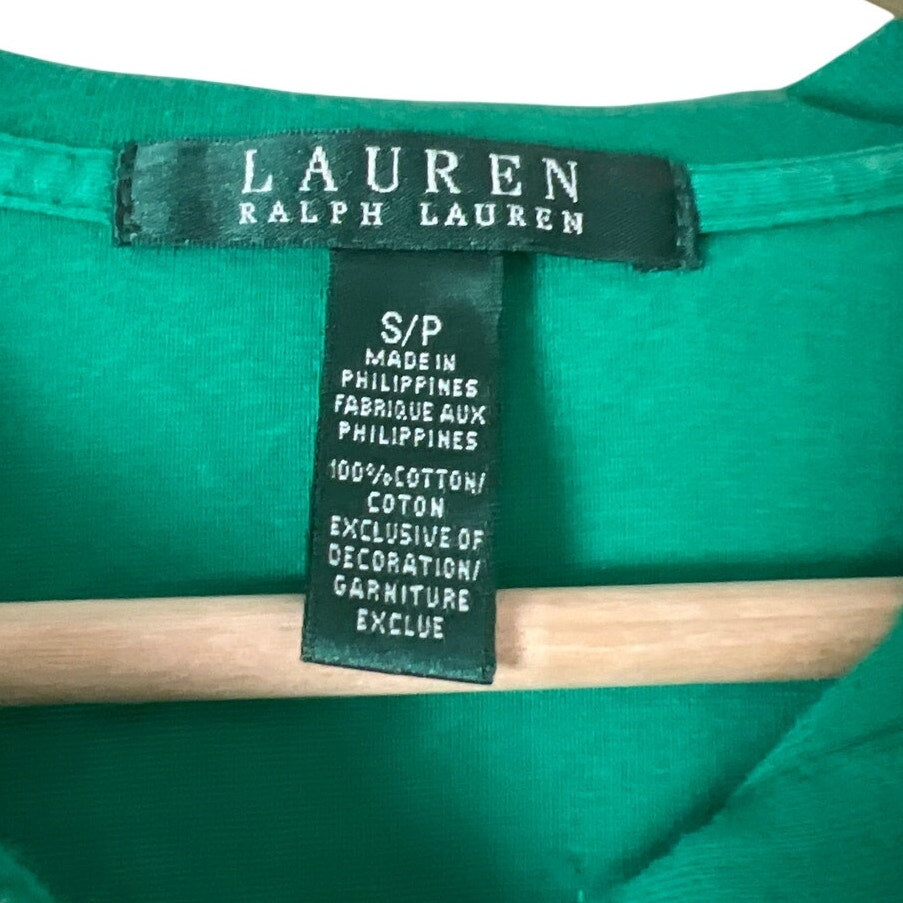 LAUREN
RALPH LAUREN
S/P
MADE IN
PHILIPPINES
FABRIQUE AUX
PHILIPPINES
100%COTTON/
COTON
EXCLUSIVE OF
DECORATION/
GARNITURE
EXCLUE